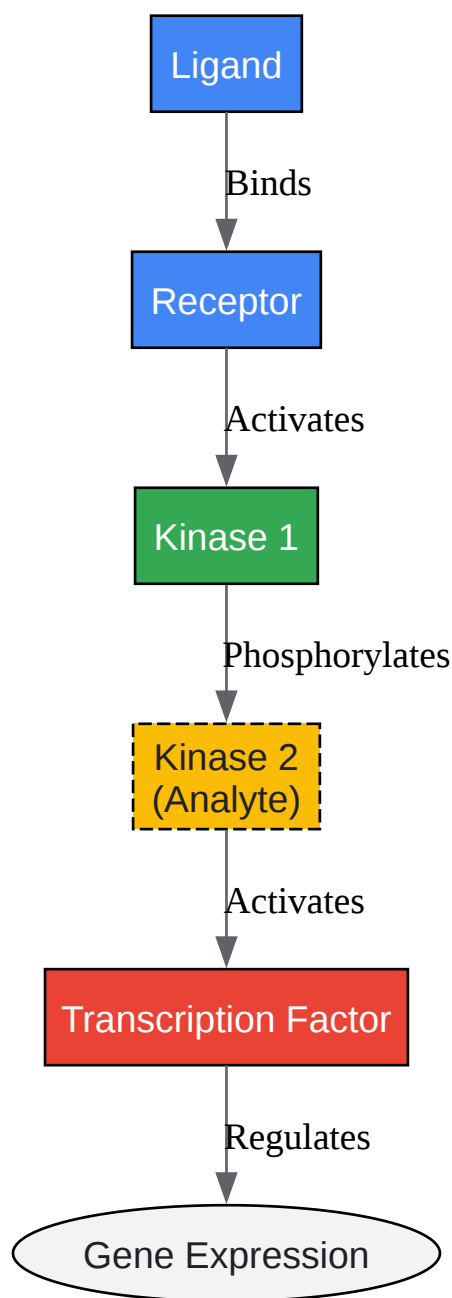 Ligand
Binds
Receptor
Activates
Kinase 1
Phosphorylates
Kinase 2
(Analyte)
Activates
Transcription Factor
Regulates
Gene Expression